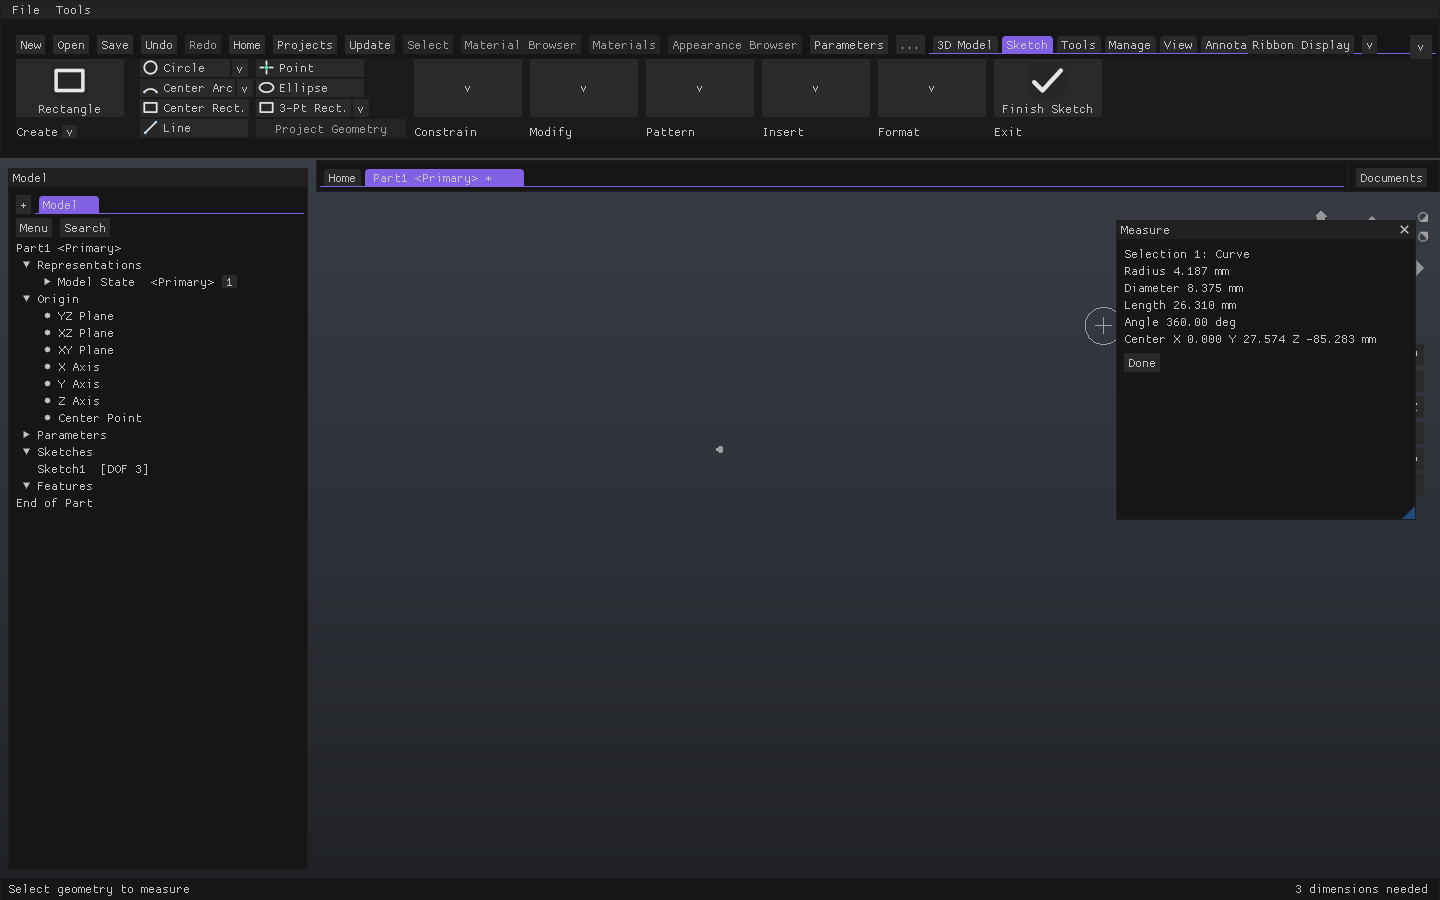 File Tools
New Open Save Undo Redo Home Projects Update Select Material Browser Materials Appearance Browser Parameters ... 3D Model Sketch Tools Manage View Annota Ribbon Display v v
Rectangle
Create v
Circle v
Center Arc v
Center Rect.
Line
Point
Ellipse
3-Pt Rect. v
Project Geometry
v
Constrain
v
Modify
v
Pattern
v
Insert
v
Format
Finish Sketch
Exit
Model
+ Model
Menu Search
Part1 <Primary>
Representations
Model State <Primary> 1
Origin
YZ Plane
XZ Plane
XY Plane
X Axis
Y Axis
Z Axis
Center Point
Parameters
Sketches
Sketch1 [DOF 3]
Features
End of Part
Home Part1 <Primary> * Documents
Measure
Selection 1: Curve
Radius 4.187 mm
Diameter 8.375 mm
Length 26.310 mm
Angle 360.00 deg
Center X 0.000 Y 27.574 Z -85.283 mm
Done
Select geometry to measure
3 dimensions needed